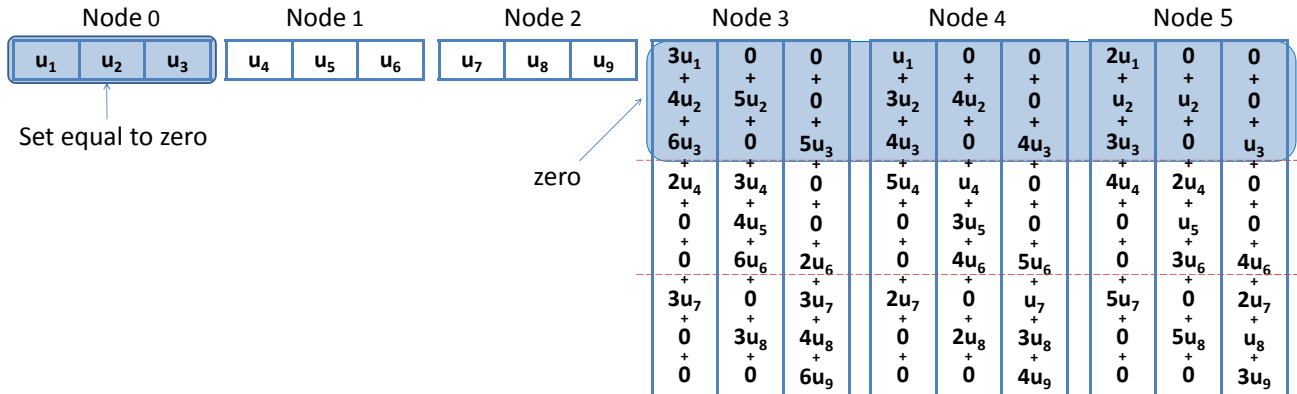 Node 0 Node 1 Node 2 Node 3 Node 4 Node 5
u1 u2 u3 u4 u5 u6 u7 u8 u9 3u1 0 0 u1 0 0 2u1 0 0
+ + + + + + + + +
4u2 5u2 0 3u2 4u2 0 u2 u2 0
+ + + + + + + + +
Set equal to zero 6u3 0 5u3 4u3 0 4u3 3u3 0 u3
+ + + + + + + + +
zero 2u4 3u4 0 5u4 u4 0 4u4 2u4 0
+ + + + + + + + +
0 4u5 0 0 3u5 0 0 u5 0
+ + + + + + + + +
0 6u6 2u6 0 4u6 5u6 0 3u6 4u6
+ + + + + + + + +
3u7 0 3u7 2u7 0 u7 5u7 0 2u7
+ + + + + + + + +
0 3u8 4u8 0 2u8 3u8 0 5u8 u8
+ + + + + + + + +
0 0 6u9 0 0 4u9 0 0 3u9